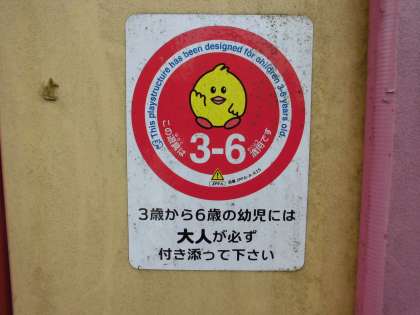 This playstructure has been designed for children 3-6 years old.
この遊具は
3-6
歳用です
JPFA
3歳から6歳の幼児には
大人が必ず
付き添って下さい